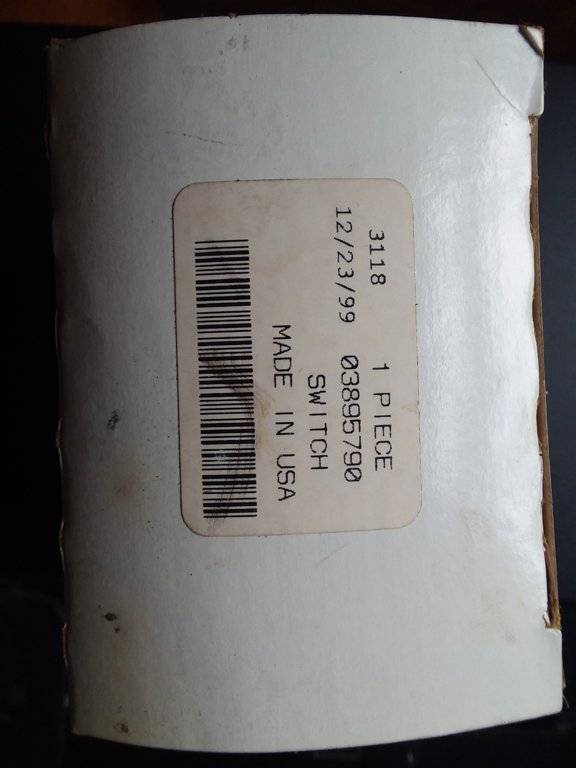 3118 1 PIECE
12/23/99 03895790
SWITCH
MADE IN USA